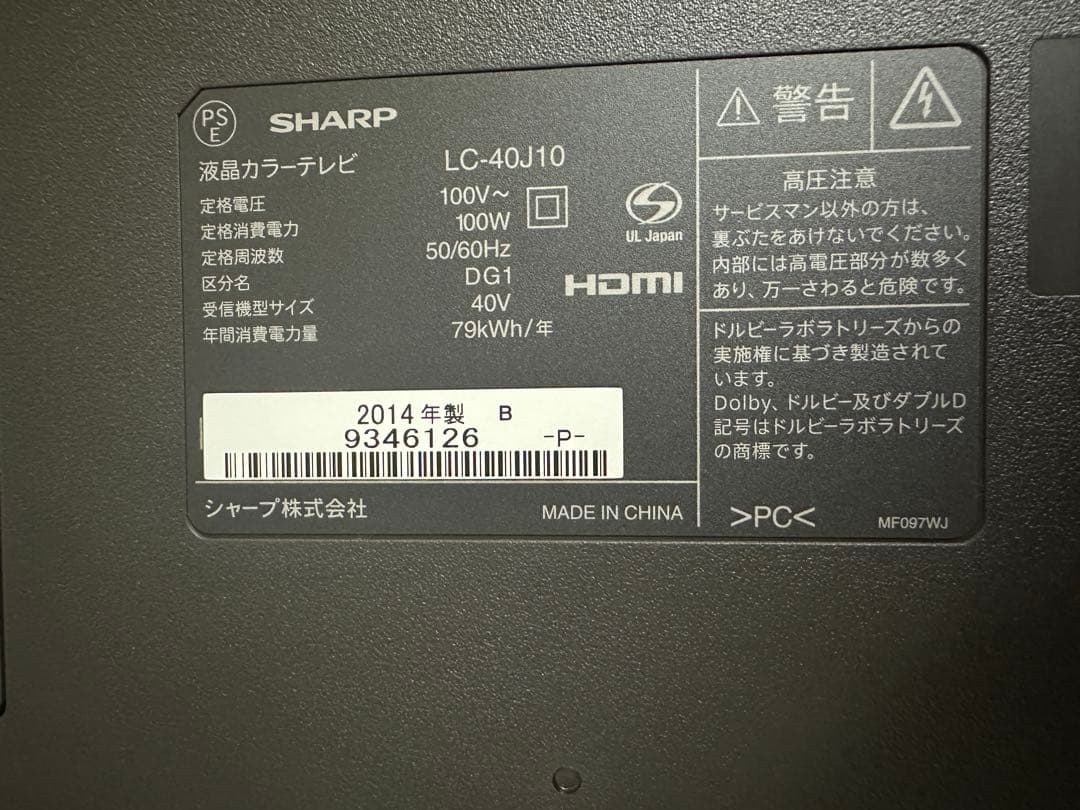 PS
E
SHARP
液晶カラーテレビ LC-40J10
定格電圧 100V～
定格消費電力 100W
定格周波数 50/60Hz
区分名 DG1
受信機型サイズ 40V
年間消費電力量 79kWh/年
UL Japan
HDMI
2014年製 B
9346126 -P-
シャープ株式会社 MADE IN CHINA
警告
高圧注意
サービスマン以外の方は、
裏ぶたをあけないでください。
内部には高電圧部分が数多く
あり、万一さわると危険です。
ドルビーラボラトリーズからの
実施権に基づき製造されて
います。
Dolby、ドルビー及びダブルD
記号はドルビーラボラトリーズ
の商標です。
>PC< MF097WJ